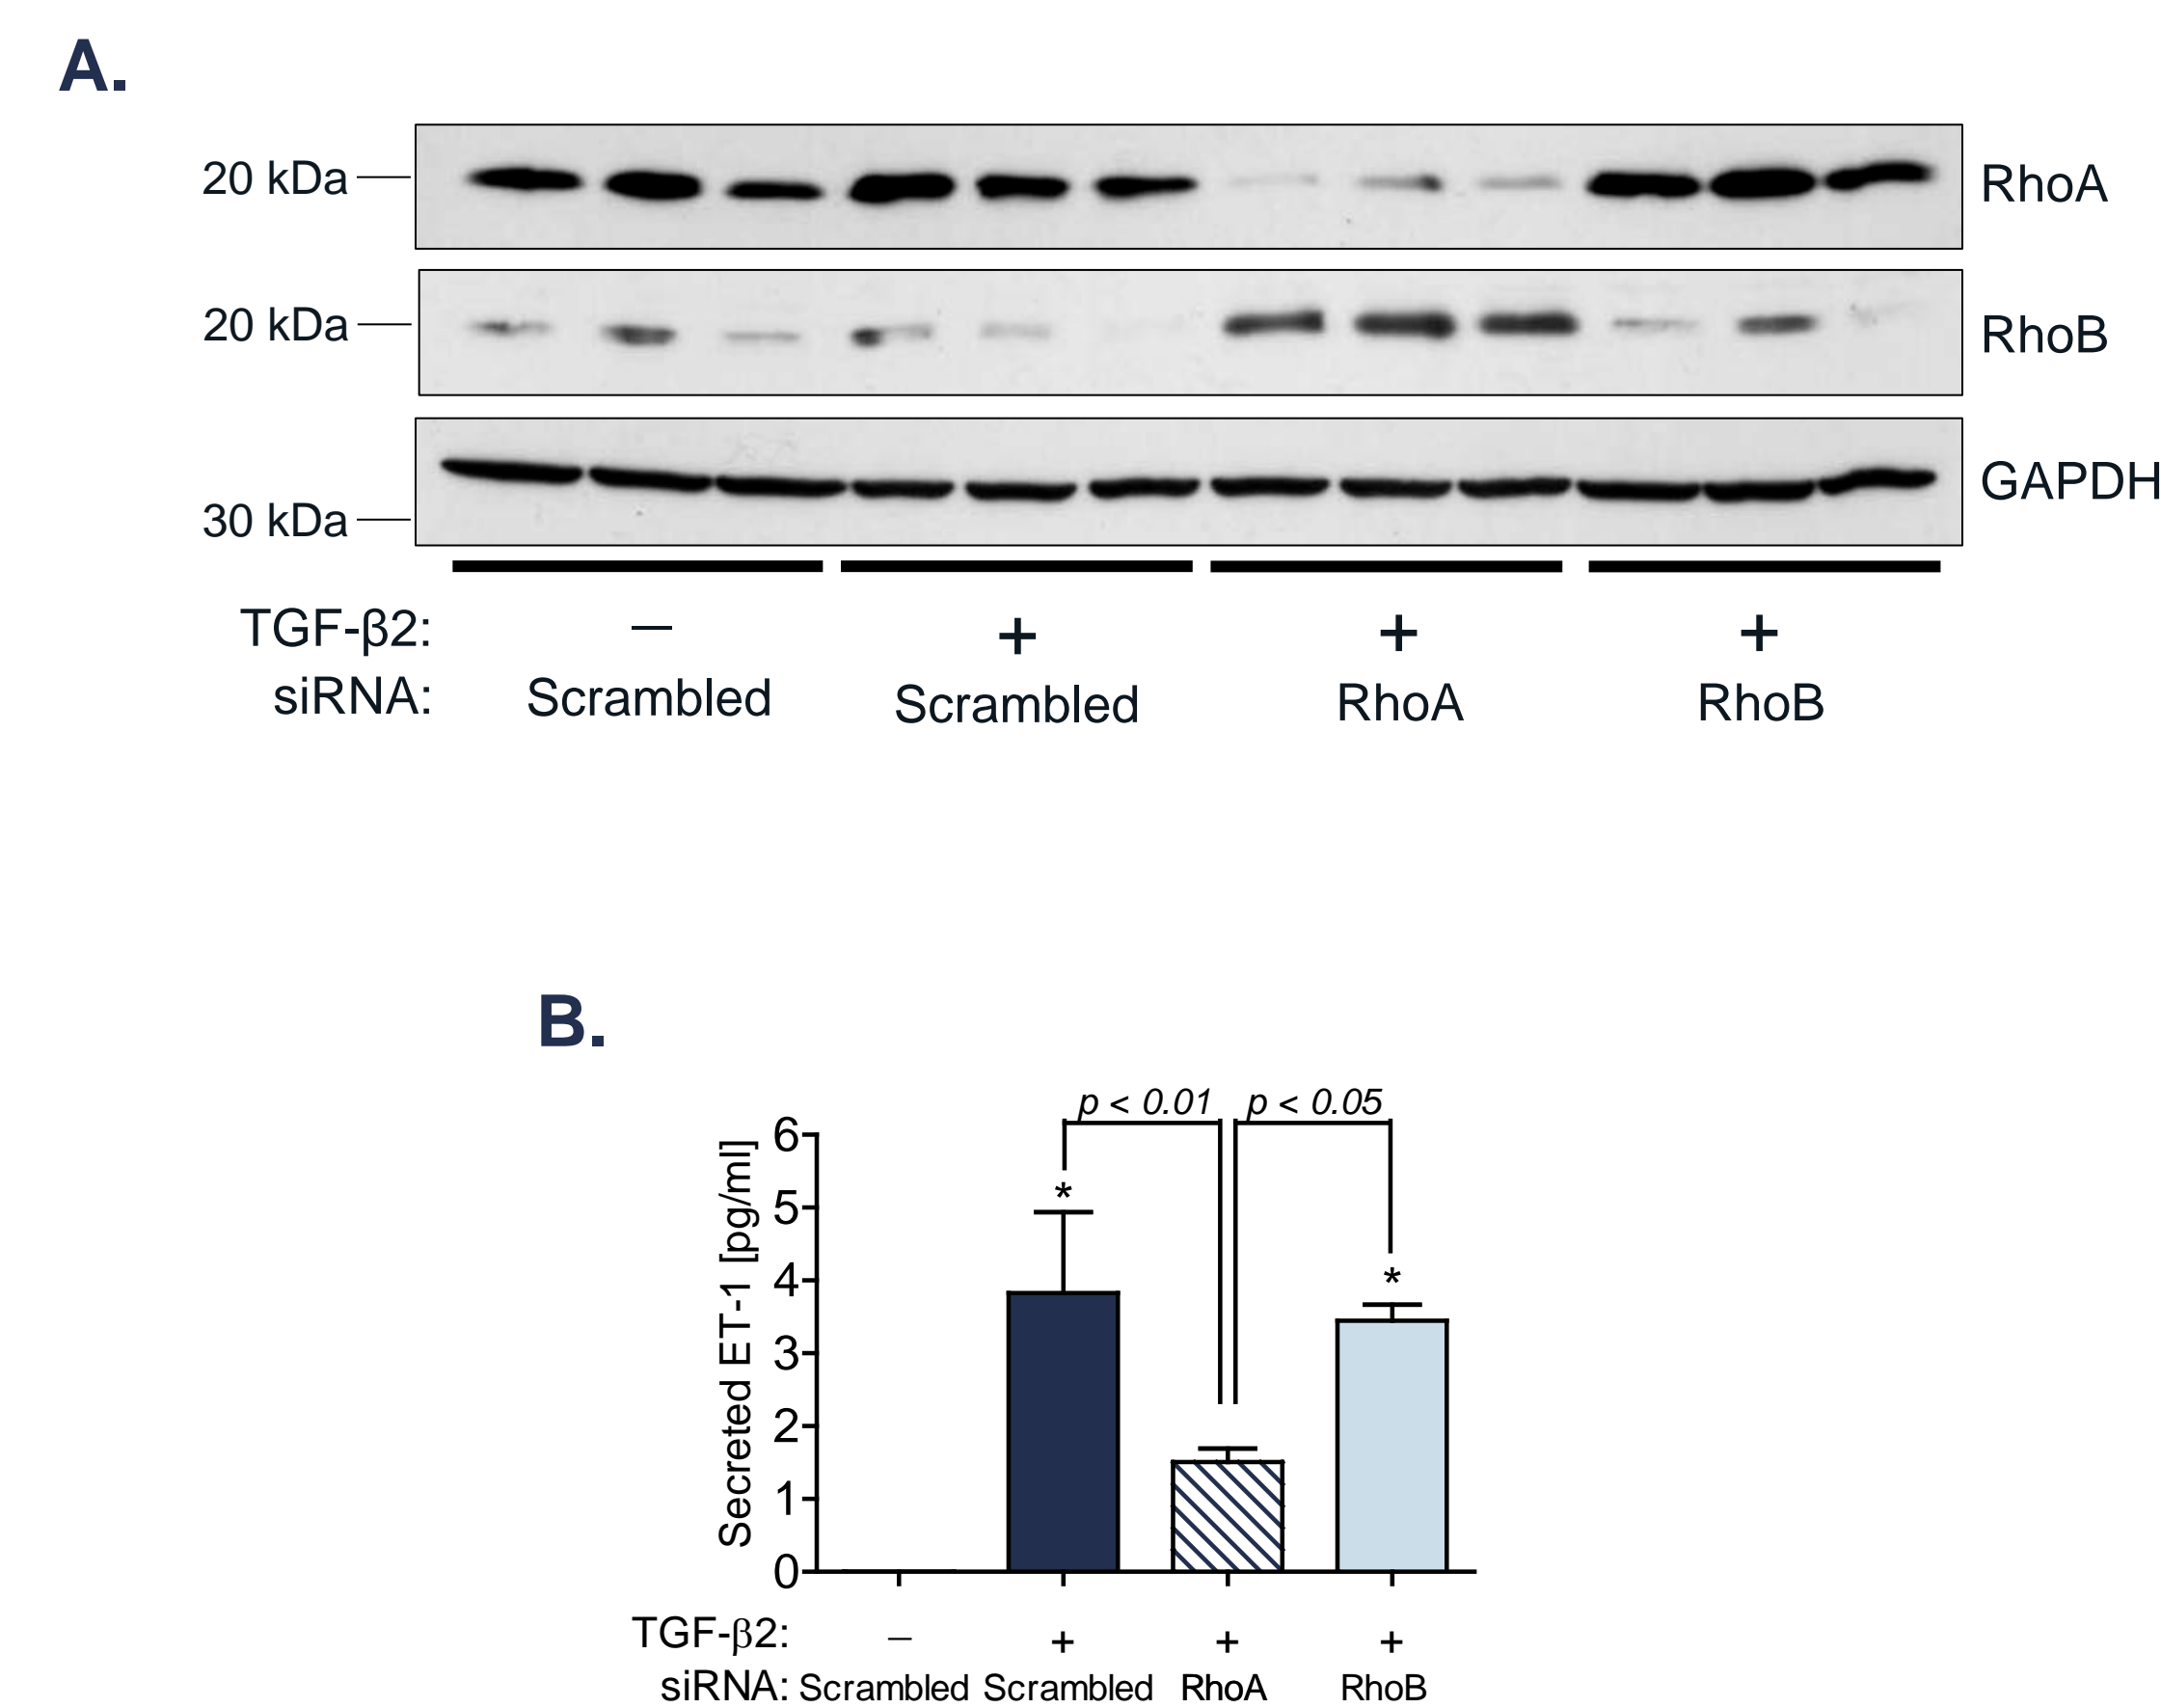 A.
20 kDa
RhoA
20 kDa
RhoB
GAPDH
30 kDa
TGF-β2: — + + +
siRNA: Scrambled Scrambled RhoA RhoB
B.
p < 0.01 p < 0.05
Secreted ET-1 [pg/ml]
6
5
4
3
2
1
0
*
*
TGF-β2: – + + +
siRNA: Scrambled Scrambled RhoA RhoB